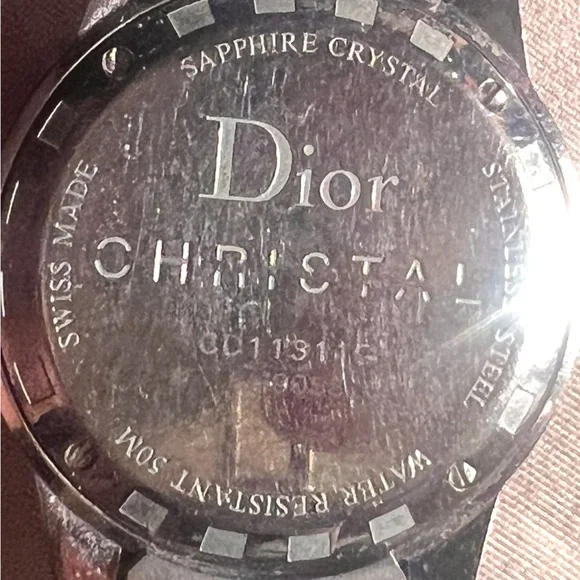 SAPPHIRE CRYSTAL
Dior
CHRISTAL
SWISS MADE
STAINLESS STEEL
WATER RESISTANT 50M